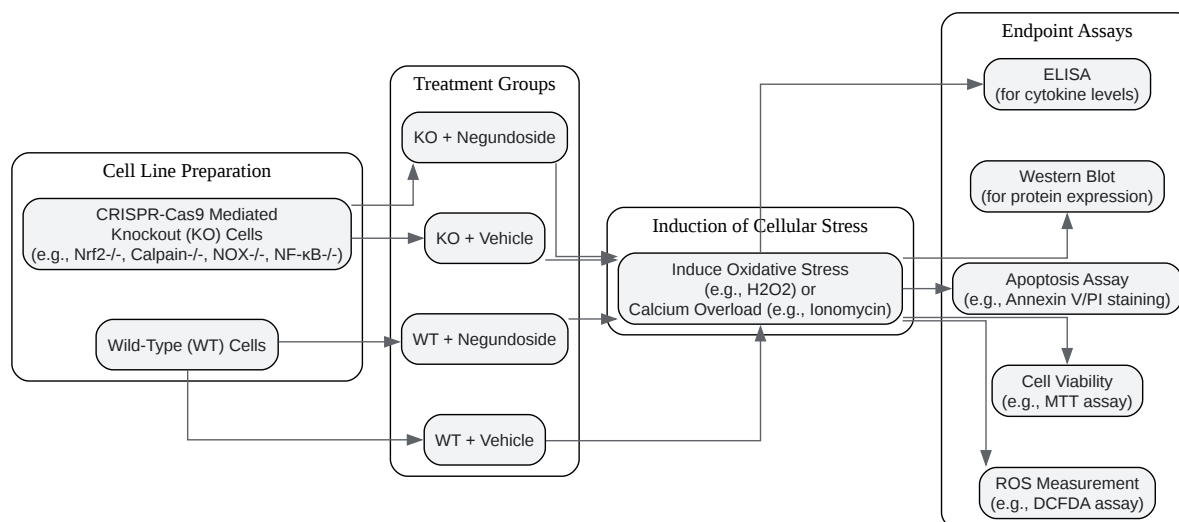 Cell Line Preparation
CRISPR-Cas9 Mediated
Knockout (KO) Cells
(e.g., Nrf2-/-, Calpain-/-, NOX-/-, NF-κB-/-)
Wild-Type (WT) Cells
Treatment Groups
KO + Negundoside
KO + Vehicle
WT + Negundoside
WT + Vehicle
Induction of Cellular Stress
Induce Oxidative Stress
(e.g., H2O2) or
Calcium Overload (e.g., Ionomycin)
Endpoint Assays
ELISA
(for cytokine levels)
Western Blot
(for protein expression)
Apoptosis Assay
(e.g., Annexin V/PI staining)
Cell Viability
(e.g., MTT assay)
ROS Measurement
(e.g., DCFDA assay)